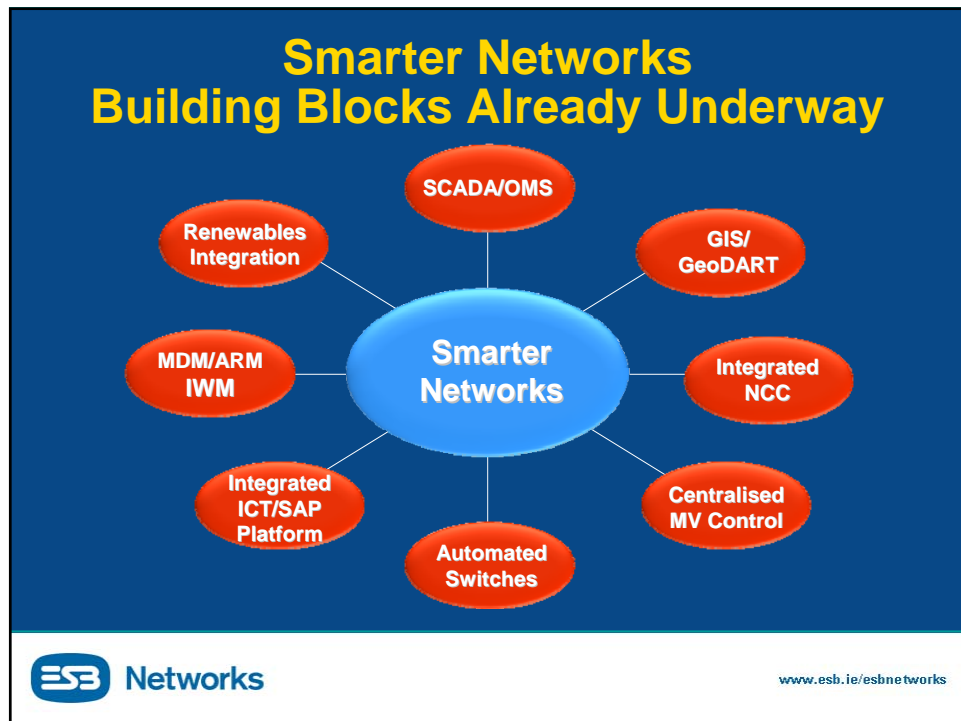 Smarter Networks
Building Blocks Already Underway
SCADA/OMS
Renewables
Integration
GIS/
GeoDART
Smarter
Networks
MDM/ARM
IWM
Integrated
NCC
Integrated
ICT/SAP
Platform
Centralised
MV Control
Automated
Switches
ESB Networks
www.esb.ie/esbnetworks